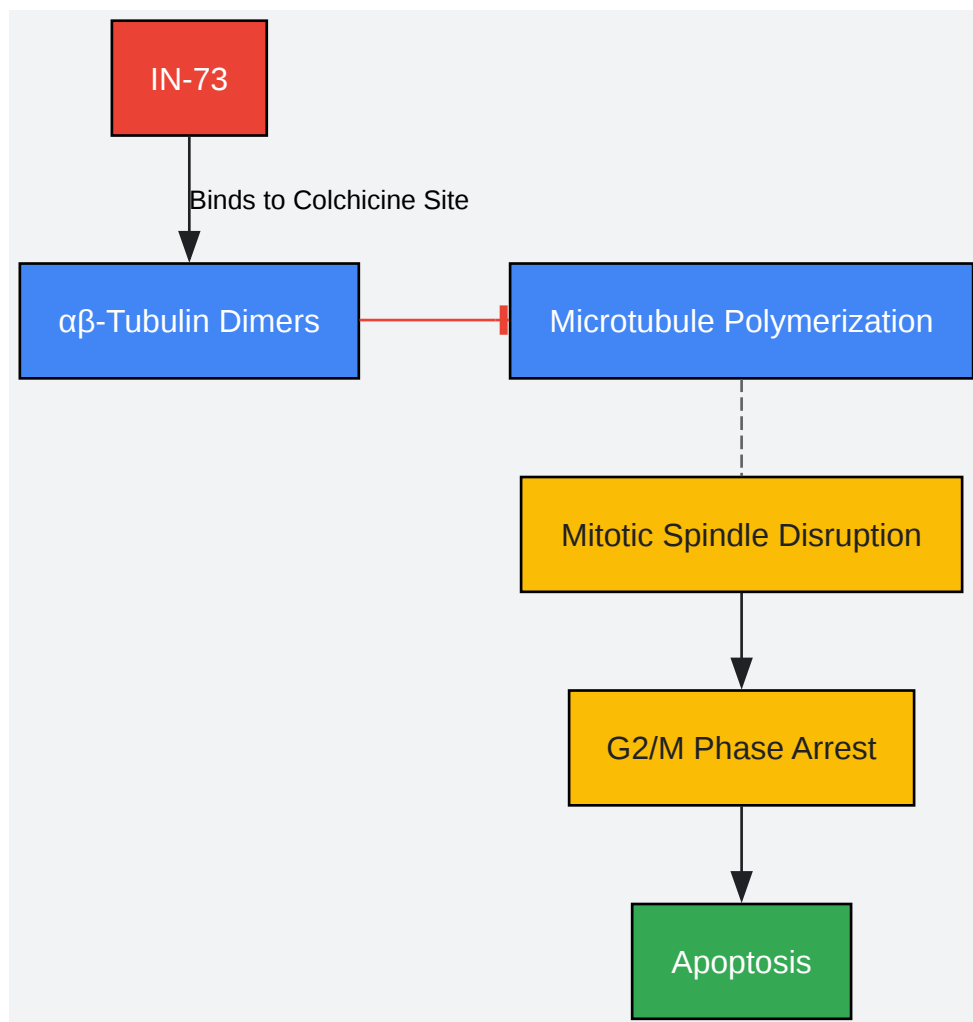 IN-73
Binds to Colchicine Site
αβ-Tubulin Dimers
Microtubule Polymerization
Mitotic Spindle Disruption
G2/M Phase Arrest
Apoptosis